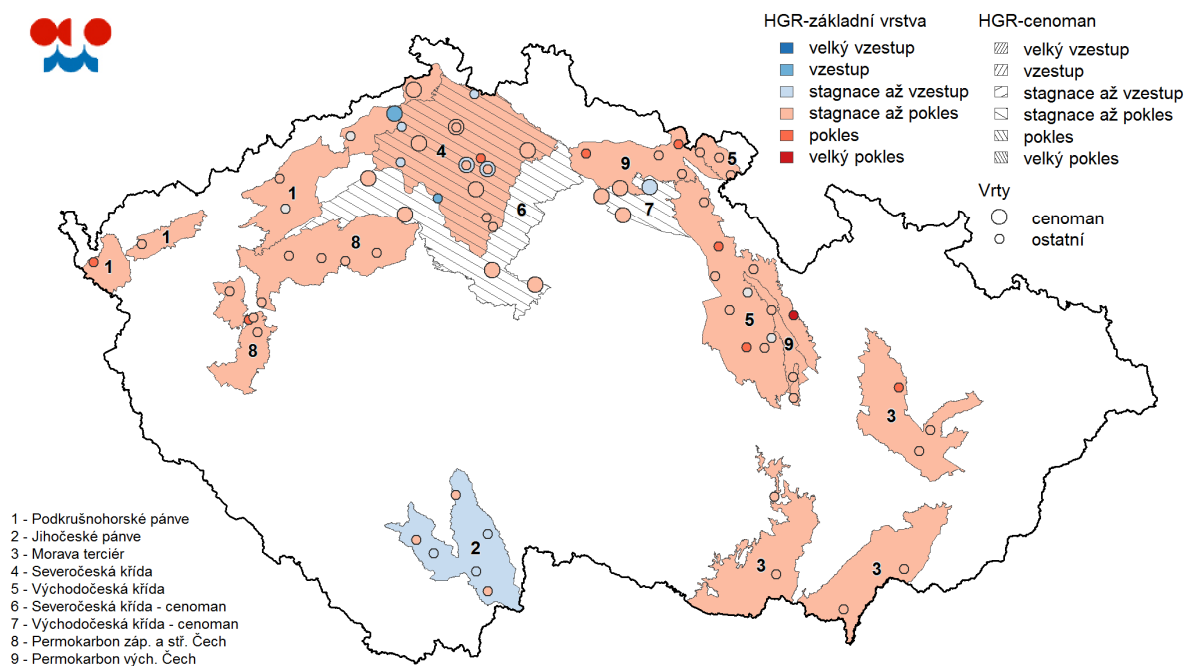 HGR-základní vrstva
velký vzestup
vzestup
stagnace až vzestup
stagnace až pokles
pokles
velký pokles
HGR-cenoman
velký vzestup
vzestup
stagnace až vzestup
stagnace až pokles
pokles
velký pokles
Vrty
cenoman
ostatní
4
9
5
1
6
7
1
8
1
5
9
8
3
2
3
3
1 - Podkrušnohorské pánve
2 - Jihočeské pánve
3 - Morava terciér
4 - Severočeská křída
5 - Východočeská křída
6 - Severočeská křída - cenoman
7 - Východočeská křída - cenoman
8 - Permokarbon záp. a stř. Čech
9 - Permokarbon vých. Čech